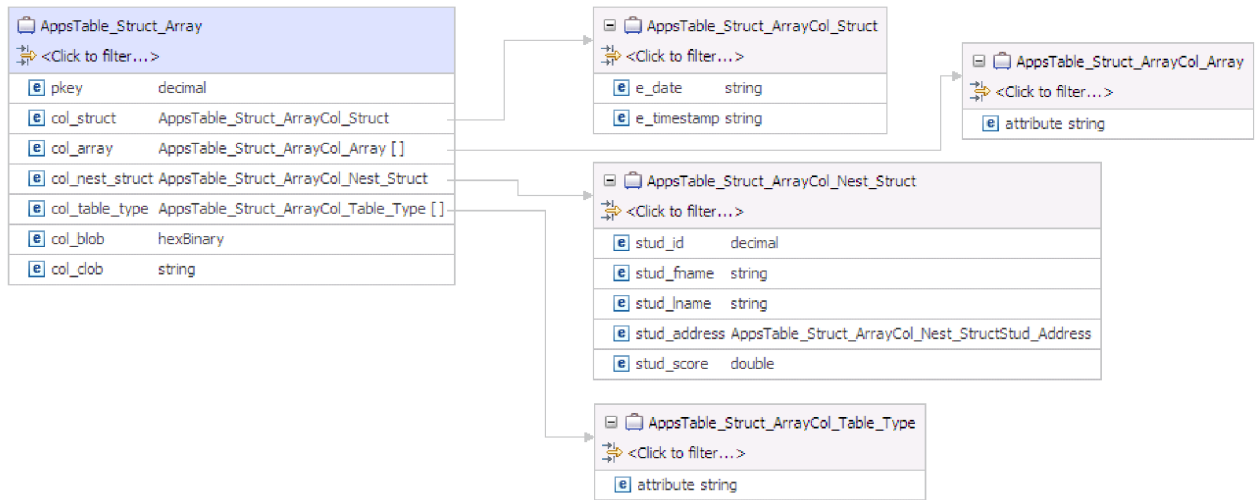 AppsTable_Struct_Array
<Click to filter...>
e pkey decimal
e col_struct AppsTable_Struct_ArrayCol_Struct
e col_array AppsTable_Struct_ArrayCol_Array [ ]
e col_nest_struct AppsTable_Struct_ArrayCol_Nest_Struct
e col_table_type AppsTable_Struct_ArrayCol_Table_Type [ ]
e col_blob hexBinary
e col_clob string
AppsTable_Struct_ArrayCol_Struct
<Click to filter...>
e e_date string
e e_timestamp string
AppsTable_Struct_ArrayCol_Array
<Click to filter...>
e attribute string
AppsTable_Struct_ArrayCol_Nest_Struct
<Click to filter...>
e stud_id decimal
e stud_fname string
e stud_lname string
e stud_address AppsTable_Struct_ArrayCol_Nest_StructStud_Address
e stud_score double
AppsTable_Struct_ArrayCol_Table_Type
<Click to filter...>
e attribute string